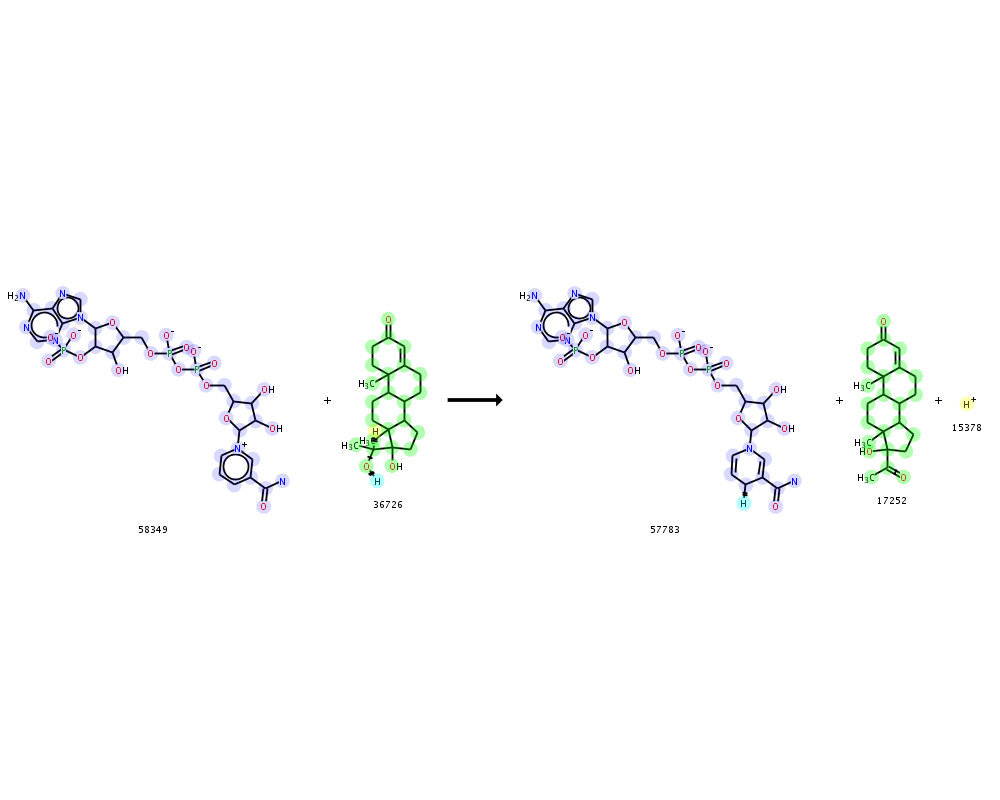 H₂N N N N N O OH O⁻ O⁻ P O O O O⁻ P O O⁻ P O O O OH OH N⁺ N O
58349
+
O H₃C H₃C H H₃C O H OH
36726
H₂N N N N N O OH O⁻ O⁻ P O O O O⁻ P O O⁻ P O O O OH OH N N O H
57783
+
O H₃C H₃C HO H₃C O
17252
+
H⁺
15378